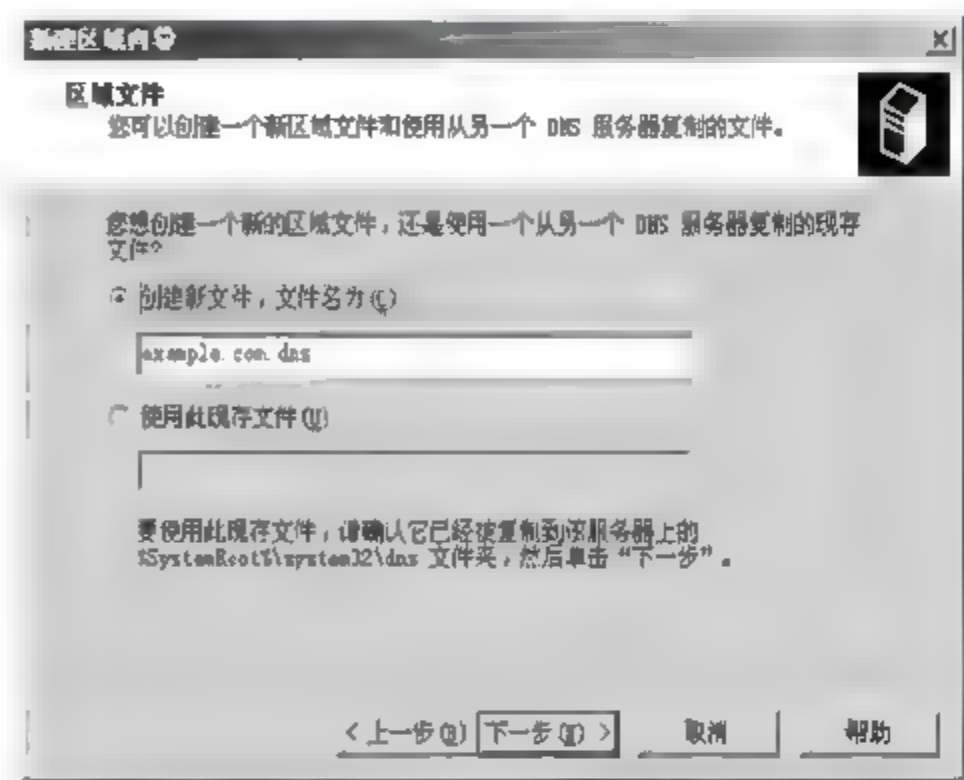 新建区域向导
区域文件
您可以创建一个新区域文件和使用从另一个 DNS 服务器复制的文件。
您想创建一个新的区域文件，还是使用一个从另一个 DNS 服务器复制的现存
文件?
创建新文件，文件名为(C)
example.com.dns
使用此现存文件(U)
要使用此现存文件，请确认它已经被复制到该服务器上的
%SystemRoot%\system32\dns 文件夹，然后单击“下一步”。
< 上一步(B) 下一步(N) > 取消 帮助